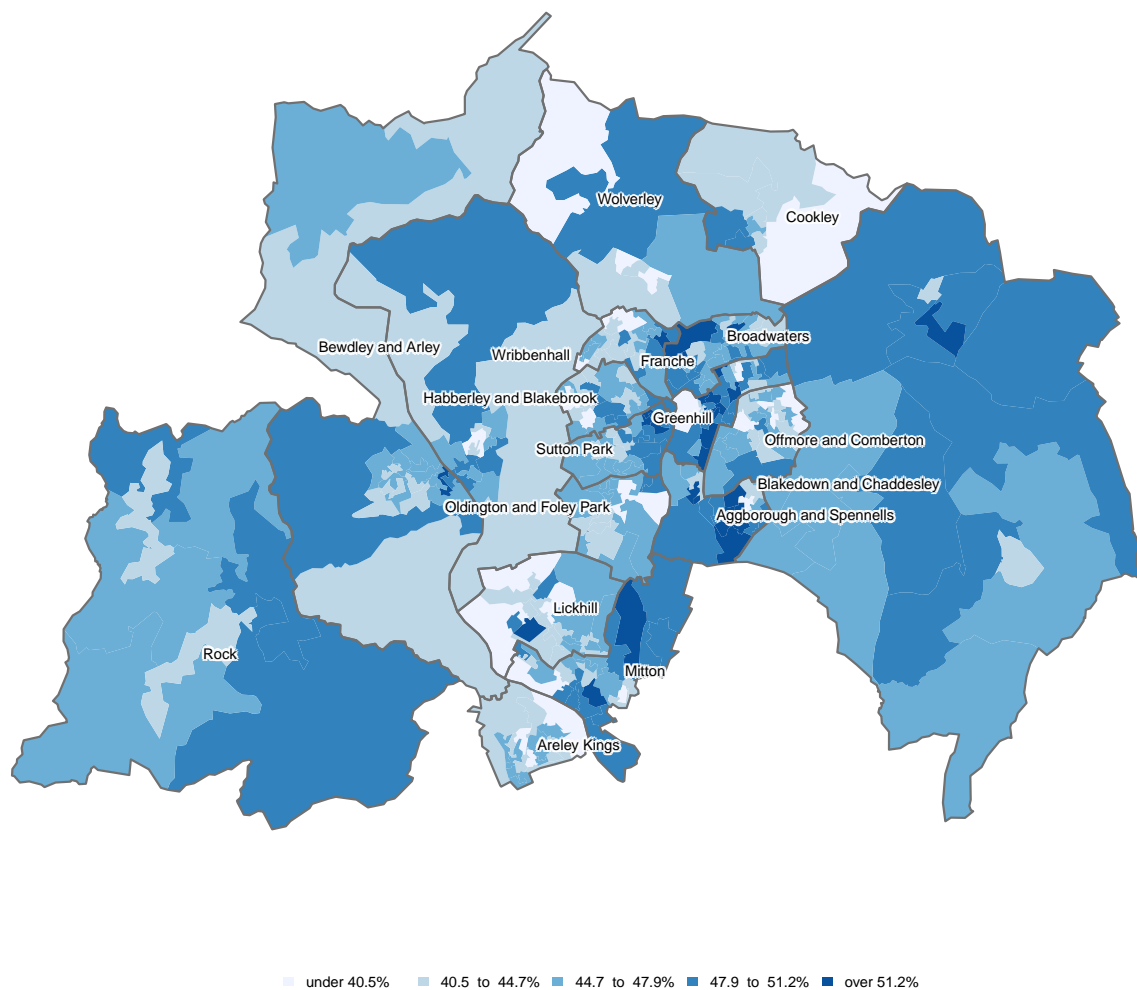 Wolverley
Cookley
Broadwaters
Bewdley and Arley
Wribbenhall
Franche
Habberley and Blakebrook
Greenhill
Offmore and Comberton
Sutton Park
Blakedown and Chaddesley
Oldington and Foley Park
Aggborough and Spennells
Lickhill
Rock
Mitton
Areley Kings
under 40.5% 40.5 to 44.7% 44.7 to 47.9% 47.9 to 51.2% over 51.2%